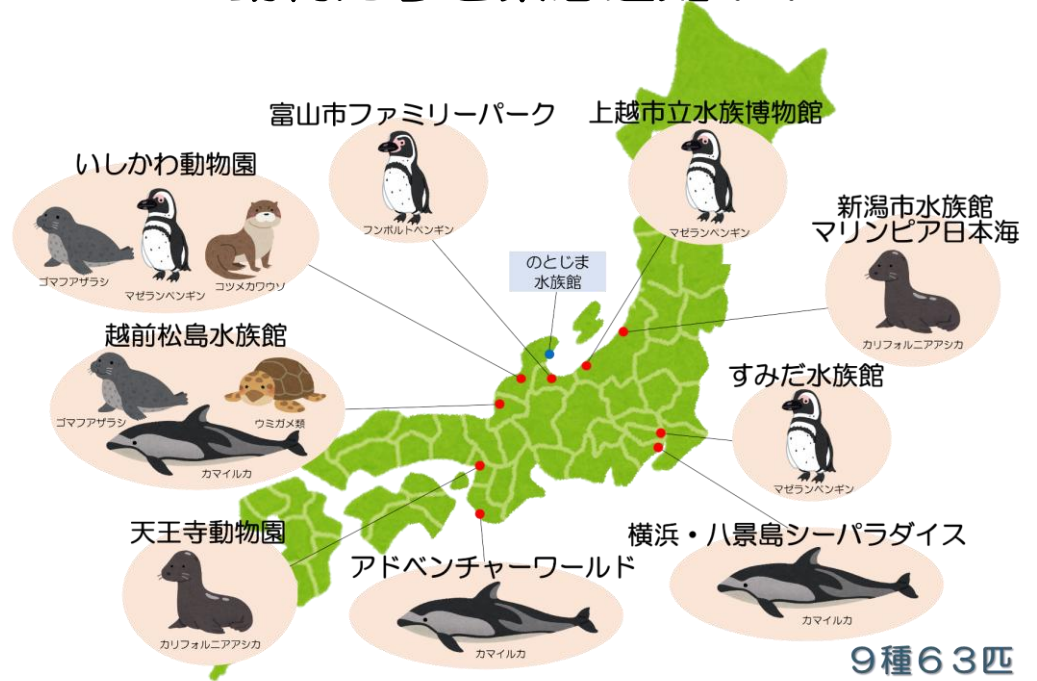 富山市ファミリーパーク
フンボルトペンギン
上越市立水族博物館
マゼランペンギン
いしかわ動物園
ゴマフアザラシ
マゼランペンギン
コツメカワウソ
新潟市水族館
マリンピア日本海
カリフォルニアアシカ
のとじま
水族館
越前松島水族館
ゴマフアザラシ
ウミガメ類
カマイルカ
すみだ水族館
マゼランペンギン
天王寺動物園
カリフォルニアアシカ
アドベンチャーワールド
カマイルカ
横浜・八景島シーパラダイス
カマイルカ
9種63匹